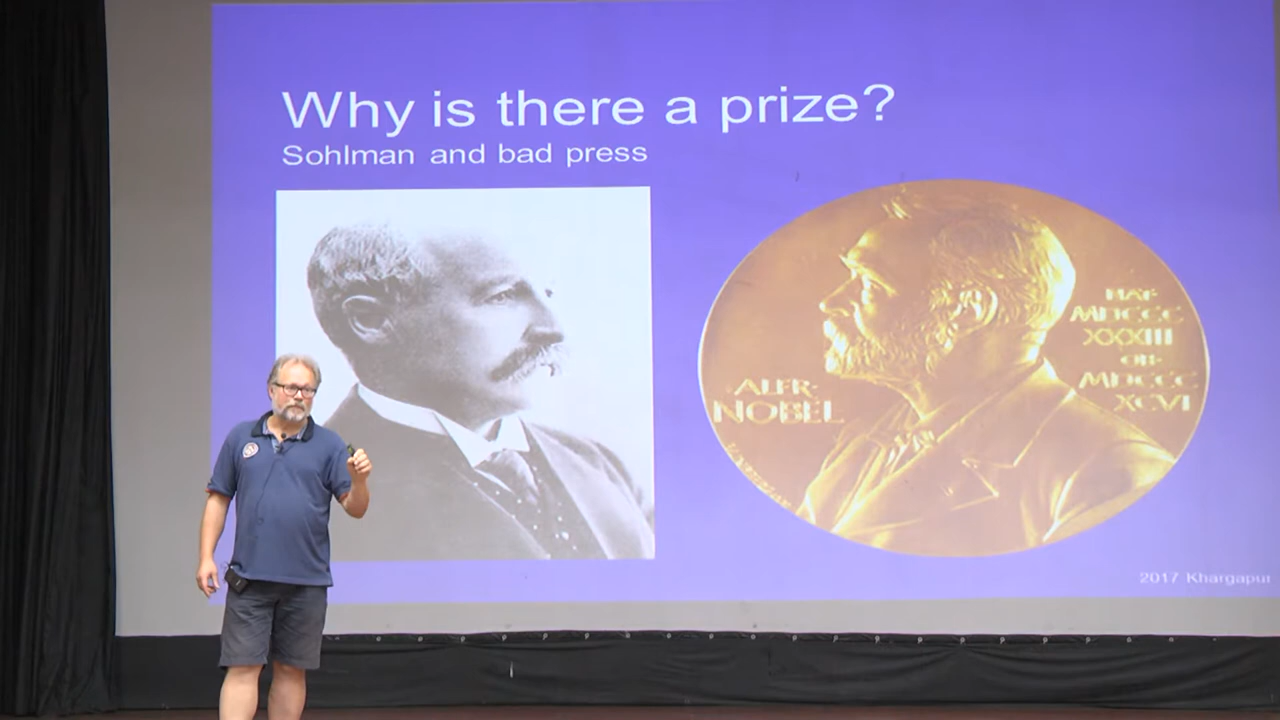 Why is there a prize?
Sohlman and bad press
·ALFR·
NOBEL
NAT·
MDCCC
XXXIII
OB·
MDCCC
XCVI
2017 Khargapur